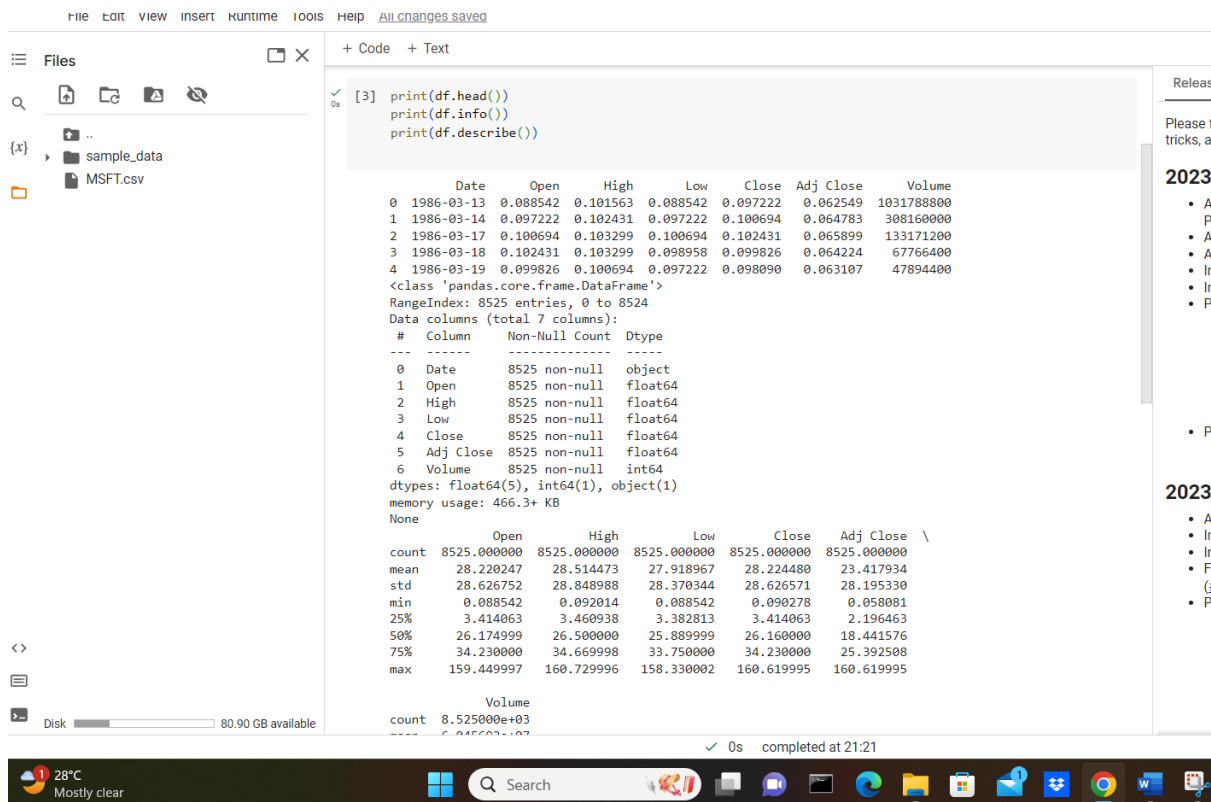 File Edit View Insert Runtime Tools Help All changes saved
Files
+ Code + Text
{x}
..
sample_data
MSFT.csv
0s
[3] print(df.head())
print(df.info())
print(df.describe())
Date Open High Low Close Adj Close Volume
0 1986-03-13 0.088542 0.101563 0.088542 0.097222 0.062549 1031788800
1 1986-03-14 0.097222 0.102431 0.097222 0.100694 0.064783 308160000
2 1986-03-17 0.100694 0.103299 0.100694 0.102431 0.065899 133171200
3 1986-03-18 0.102431 0.103299 0.098958 0.099826 0.064224 67766400
4 1986-03-19 0.099826 0.100694 0.097222 0.098090 0.063107 47894400
<class 'pandas.core.frame.DataFrame'>
RangeIndex: 8525 entries, 0 to 8524
Data columns (total 7 columns):
# Column Non-Null Count Dtype
--- ------ -------------- -----
0 Date 8525 non-null object
1 Open 8525 non-null float64
2 High 8525 non-null float64
3 Low 8525 non-null float64
4 Close 8525 non-null float64
5 Adj Close 8525 non-null float64
6 Volume 8525 non-null int64
dtypes: float64(5), int64(1), object(1)
memory usage: 466.3+ KB
None
Open High Low Close Adj Close \
count 8525.000000 8525.000000 8525.000000 8525.000000 8525.000000
mean 28.220247 28.514473 27.918967 28.224480 23.417934
std 28.626752 28.848988 28.370344 28.626571 28.195330
min 0.088542 0.092014 0.088542 0.090278 0.058081
25% 3.414063 3.460938 3.382813 3.414063 2.196463
50% 26.174999 26.500000 25.889999 26.160000 18.441576
75% 34.230000 34.669998 33.750000 34.230000 25.392508
max 159.449997 160.729996 158.330002 160.619995 160.619995
Volume
count 8.525000e+03
Releas
Please
tricks, a
2023
2023
Disk 80.90 GB available
0s completed at 21:21
1
28°C
Mostly clear
Search
1